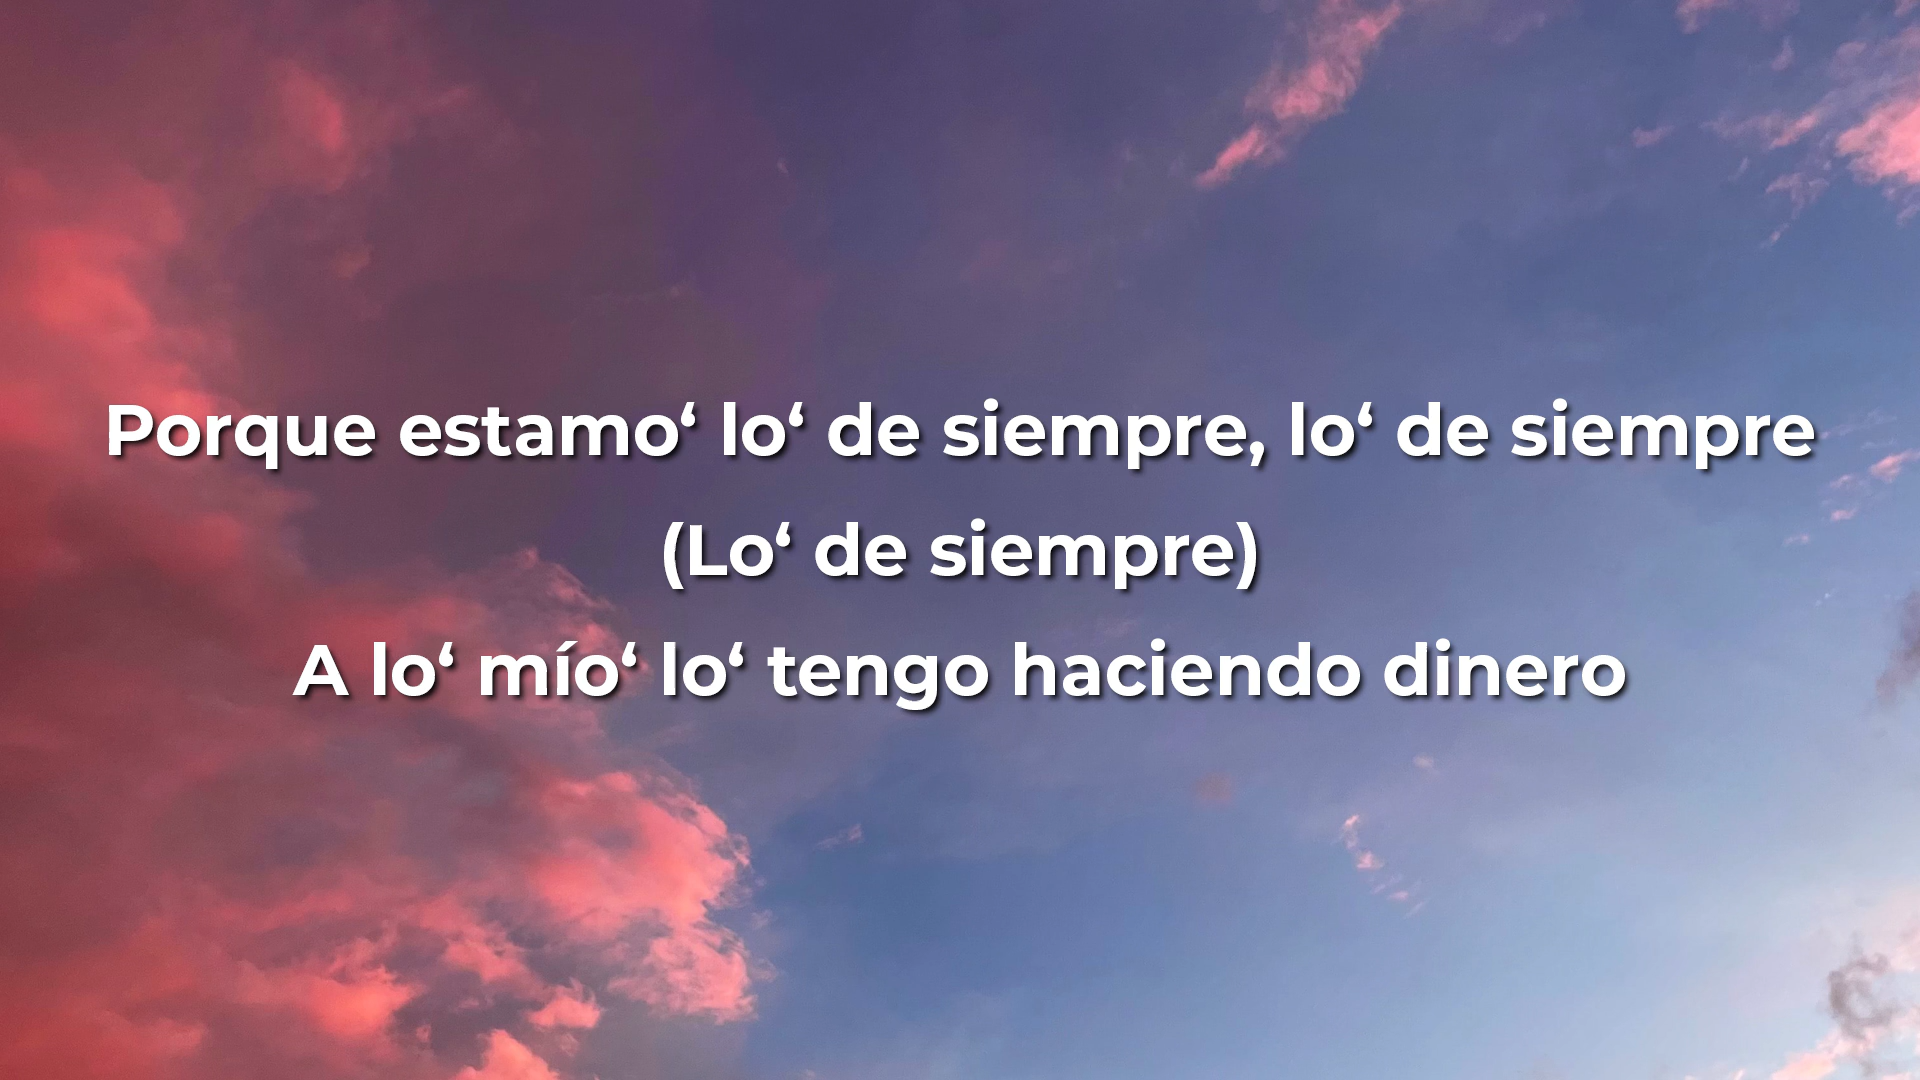 Porque estamo‘ lo‘ de siempre, lo‘ de siempre
(Lo‘ de siempre)
A lo‘ mío‘ lo‘ tengo haciendo dinero